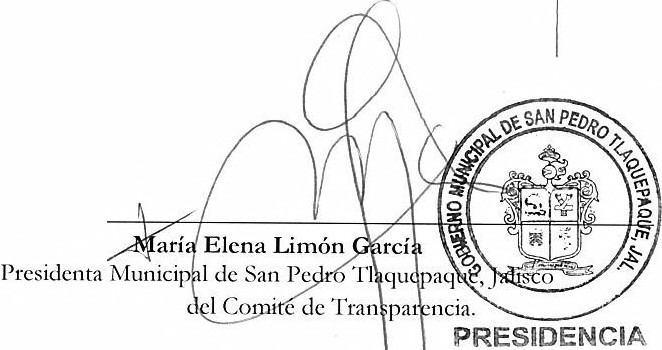 GOBIERNO MUNICIPAL DE SAN PEDRO TLAQUEPAQUE, JAL.
María Elena Limón García
Presidenta Municipal de San Pedro Tlaquepaque, Jalisco
del Comité de Transparencia.
PRESIDENCIA